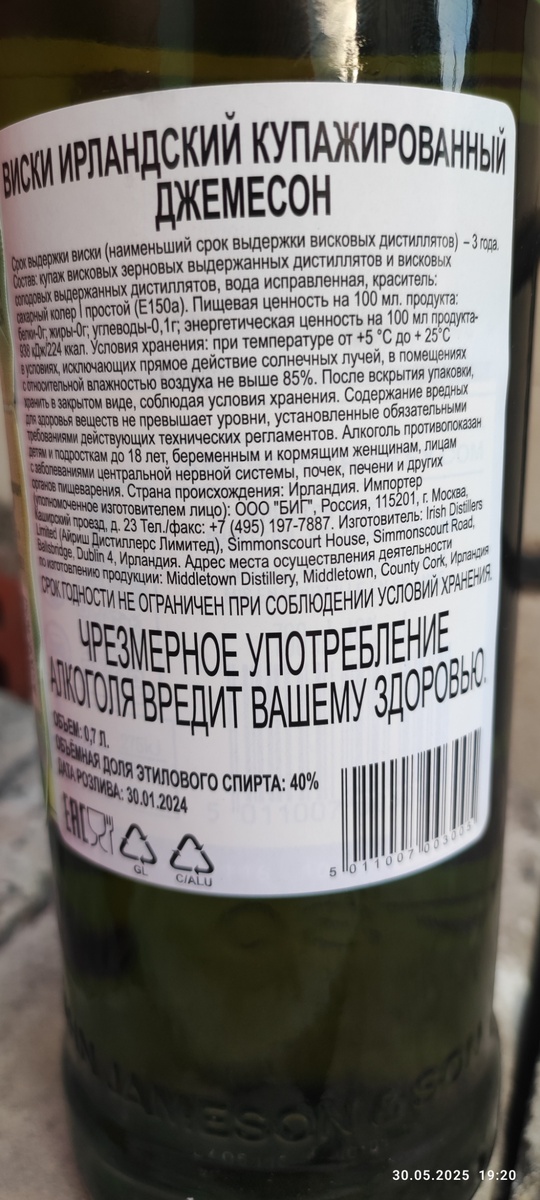 ВИСКИ ИРЛАНДСКИЙ КУПАЖИРОВАННЫЙ
ДЖЕМЕСОН
Срок выдержки виски (наименьший срок выдержки висковых дистиллятов) – 3 года.
Состав: купаж висковых зерновых выдержанных дистиллятов и висковых
солодовых выдержанных дистиллятов, вода исправленная, краситель:
сахарный колер I простой (Е150а). Пищевая ценность на 100 мл. продукта:
белки-0г; жиры-0г; углеводы-0,1г; энергетическая ценность на 100 мл продукта-
938 кДж/224 ккал. Условия хранения: при температуре от +5 °С до + 25°С
в условиях, исключающих прямое действие солнечных лучей, в помещениях
с относительной влажностью воздуха не выше 85%. После вскрытия упаковки,
хранить в закрытом виде, соблюдая условия хранения. Содержание вредных
для здоровья веществ не превышает уровни, установленные обязательными
требованиями действующих технических регламентов. Алкоголь противопоказан
детям и подросткам до 18 лет, беременным и кормящим женщинам, лицам
с заболеваниями центральной нервной системы, почек, печени и других
органов пищеварения. Страна происхождения: Ирландия. Импортер
(уполномоченное изготовителем лицо): ООО "БИГ", Россия, 115201, г. Москва,
Каширский проезд, д. 23 Тел./факс: +7 (495) 197-7887. Изготовитель: Irish Distillers
Limited (Айриш Дистиллерс Лимитед), Simmonscourt House, Simmonscourt Road,
Ballsbridge, Dublin 4, Ирландия. Адрес места осуществления деятельности
по изготовлению продукции: Middletown Distillery, Middletown, County Cork, Ирландия
СРОК ГОДНОСТИ НЕ ОГРАНИЧЕН ПРИ СОБЛЮДЕНИИ УСЛОВИЙ ХРАНЕНИЯ.
ЧРЕЗМЕРНОЕ УПОТРЕБЛЕНИЕ
АЛКОГОЛЯ ВРЕДИТ ВАШЕМУ ЗДОРОВЬЮ.
ОБЪЕМ: 0,7 Л.
ОБЪЁМНАЯ ДОЛЯ ЭТИЛОВОГО СПИРТА: 40%
ДАТА РОЗЛИВА: 30.01.2024
EAC
GL
C/ALU
5 011007 003005
JOHN JAMESON & SON
30.05.2025 19:20